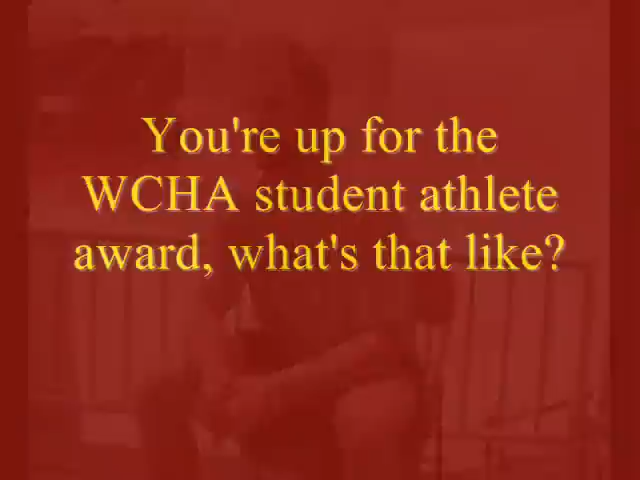 You're up for the
WCHA student athlete
award, what's that like?